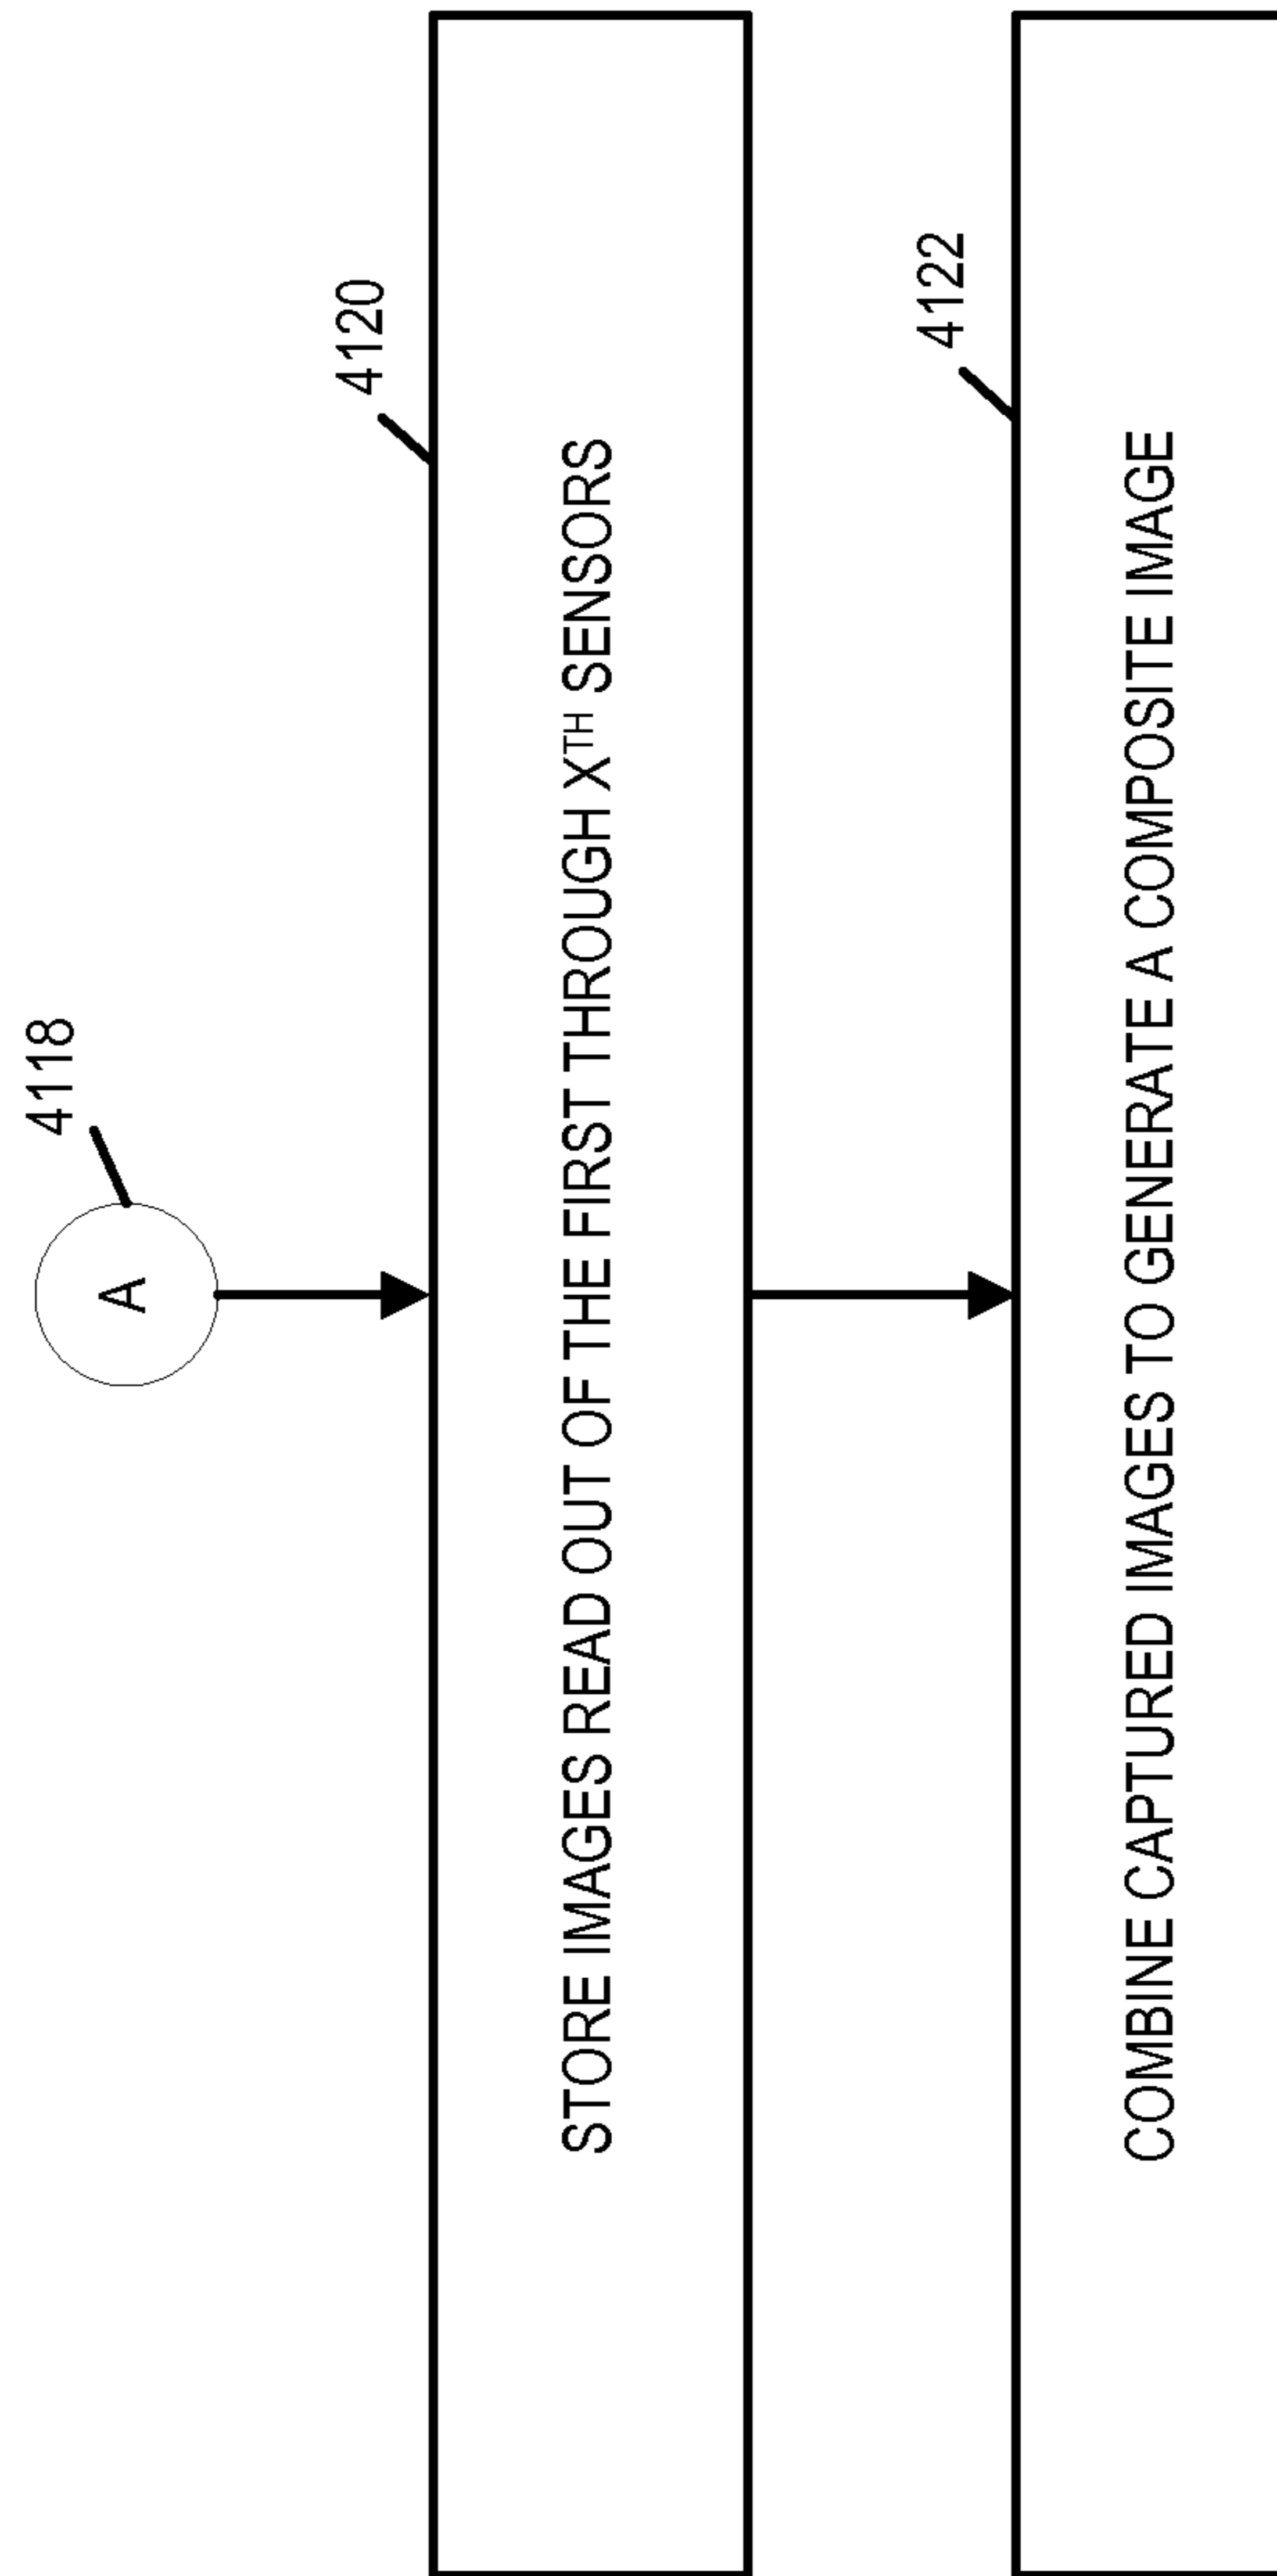 4118
A
4120
STORE IMAGES READ OUT OF THE FIRST THROUGH XTH SENSORS
4122
COMBINE CAPTURED IMAGES TO GENERATE A COMPOSITE IMAGE